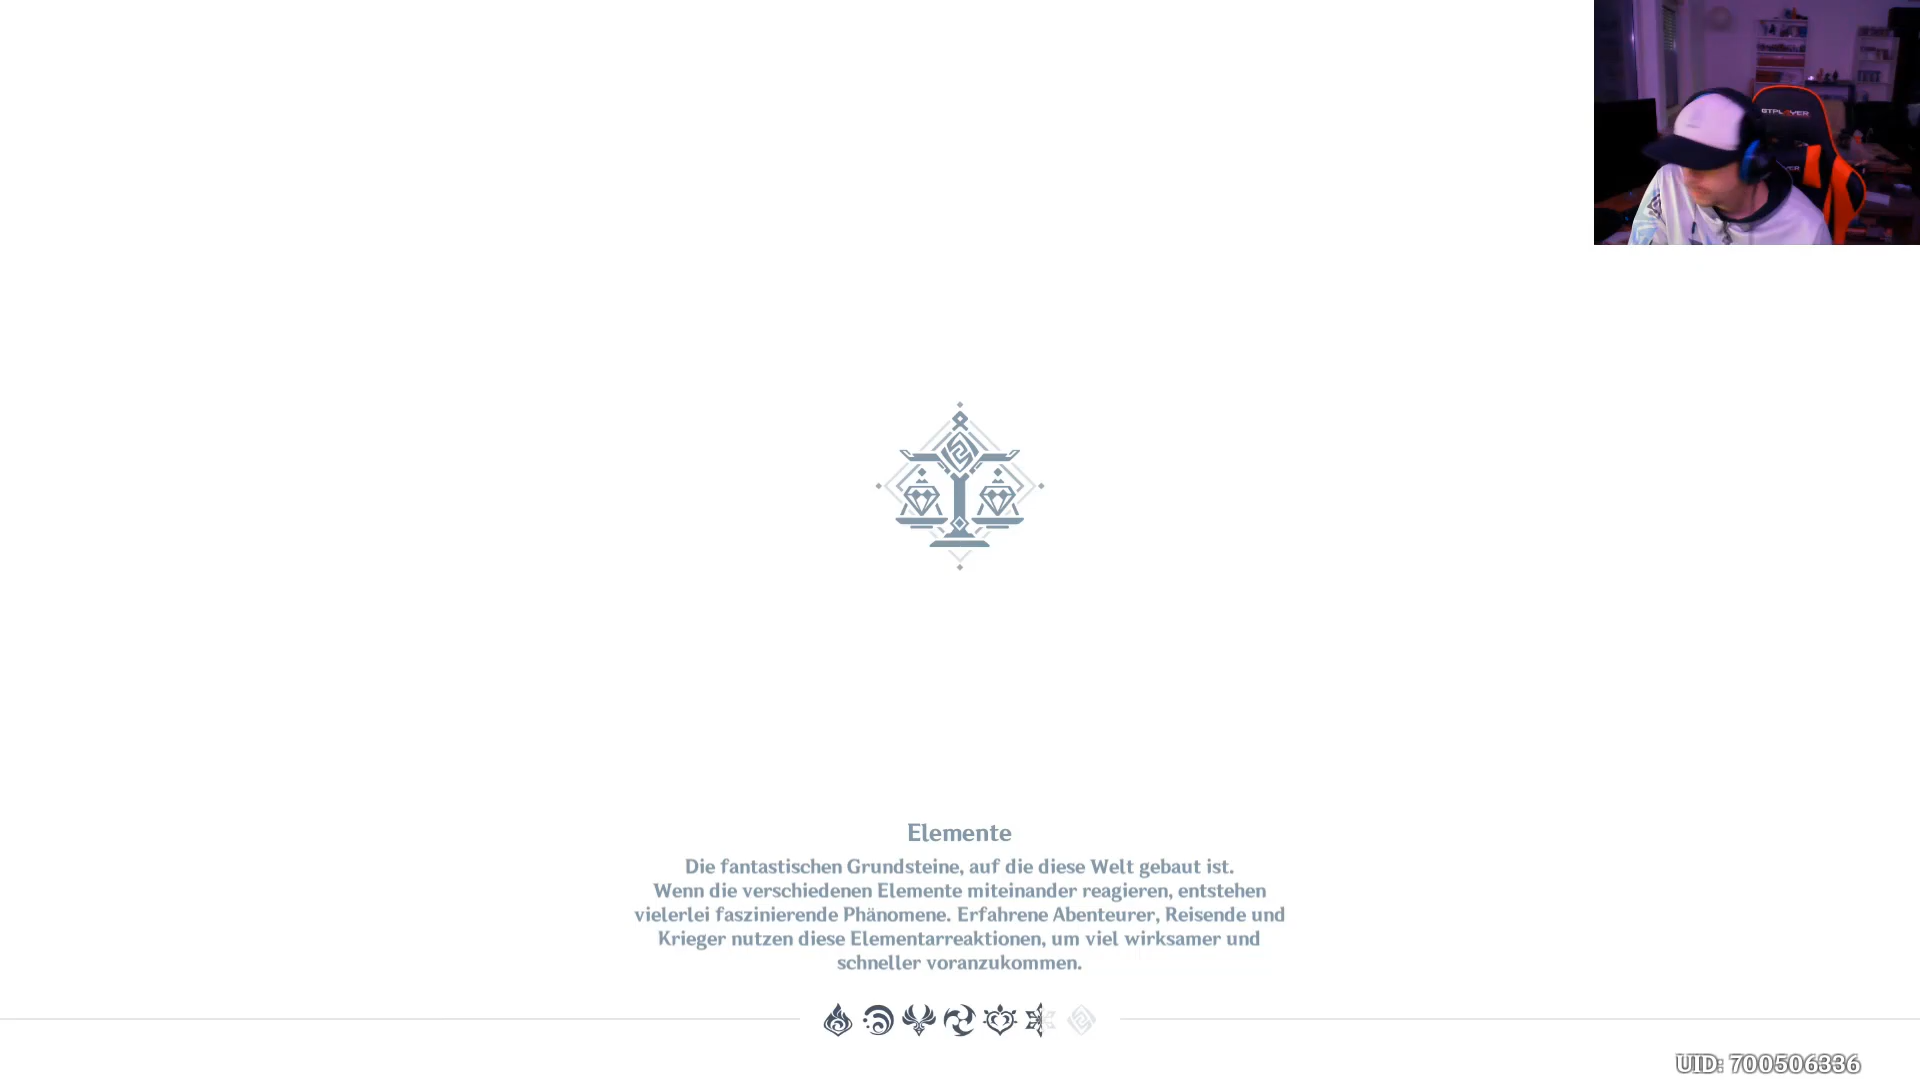 GTPLAYER
Elemente
Die fantastischen Grundsteine, auf die diese Welt gebaut ist.
Wenn die verschiedenen Elemente miteinander reagieren, entstehen
vielerlei faszinierende Phänomene. Erfahrene Abenteurer, Reisende und
Krieger nutzen diese Elementarreaktionen, um viel wirksamer und
schneller voranzukommen.
UID: 700506336